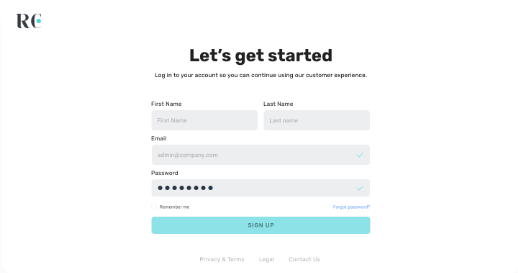 RC
Let's get started
Log in to your account so you can continue using our customer experience.
First Name
Last Name
First Name
Last name
Email
admin@company.com
Password
Remember me
Forgot password?
SIGN UP
Privacy & Terms
Legal
Contact Us